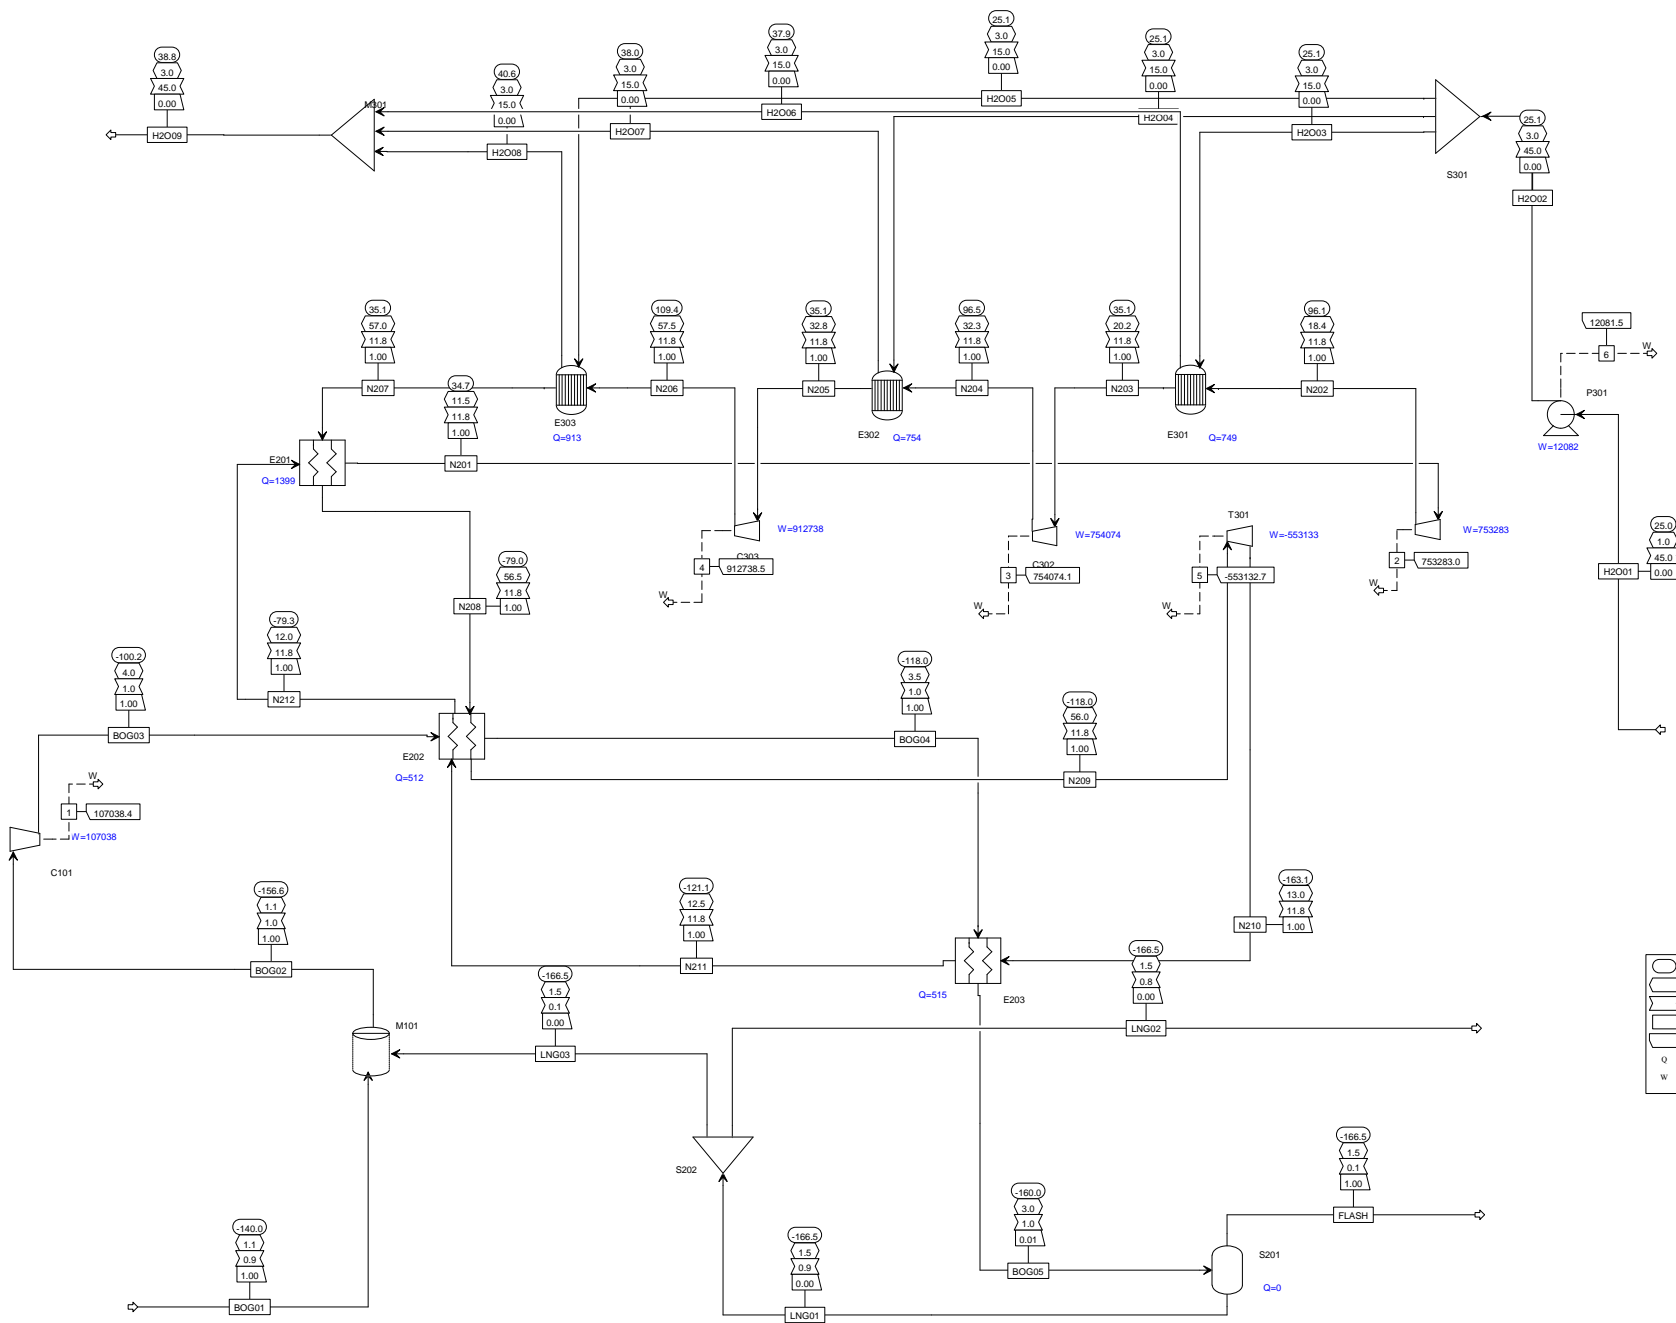 38.8
3.0
45.0
0.00
H2O09
M301
40.6
3.0
15.0
0.00
H2O08
38.0
3.0
15.0
0.00
H2O07
37.9
3.0
15.0
0.00
H2O06
25.1
3.0
15.0
0.00
H2O05
25.1
3.0
15.0
0.00
H2O04
25.1
3.0
15.0
0.00
H2O03
S301
25.1
3.0
45.0
0.00
H2O02
35.1
57.0
11.8
1.00
N207
34.7
11.5
11.8
1.00
N201
E303
Q=913
109.4
57.5
11.8
1.00
N206
35.1
32.8
11.8
1.00
N205
E302
Q=754
96.5
32.3
11.8
1.00
N204
35.1
20.2
11.8
1.00
N203
E301
Q=749
96.1
18.4
11.8
1.00
N202
12081.5
6
W
P301
W=12082
E201
Q=1399
C303
W=912738
4
912738.5
W
C302
W=754074
3
754074.1
W
T301
W=-553133
5
-553132.7
W
W=753283
2
753283.0
W
25.0
1.0
45.0
0.00
H2O01
-79.0
56.5
11.8
1.00
N208
-79.3
12.0
11.8
1.00
N212
-100.2
4.0
1.0
1.00
BOG03
E202
Q=512
-118.0
3.5
1.0
1.00
BOG04
-118.0
56.0
11.8
1.00
N209
W
1
107038.4
W=107038
C101
-156.6
1.1
1.0
1.00
BOG02
-121.1
12.5
11.8
1.00
N211
-163.1
13.0
11.8
1.00
N210
E203
Q=515
-166.5
1.5
0.8
0.00
LNG02
-166.5
1.5
0.1
0.00
LNG03
M101
Q
W
S202
-166.5
1.5
0.1
1.00
FLASH
-160.0
3.0
1.0
0.01
BOG05
S201
Q=0
-140.0
1.1
0.9
1.00
BOG01
-166.5
1.5
0.9
0.00
LNG01